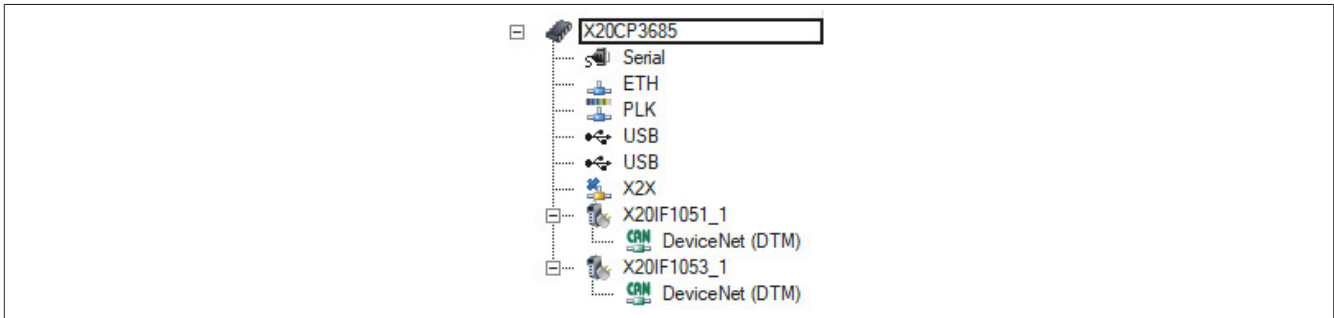 X20CP3685
Serial
ETH
PLK
USB
USB
X2X
X20IF1051_1
CAN DeviceNet (DTM)
X20IF1053_1
CAN DeviceNet (DTM)